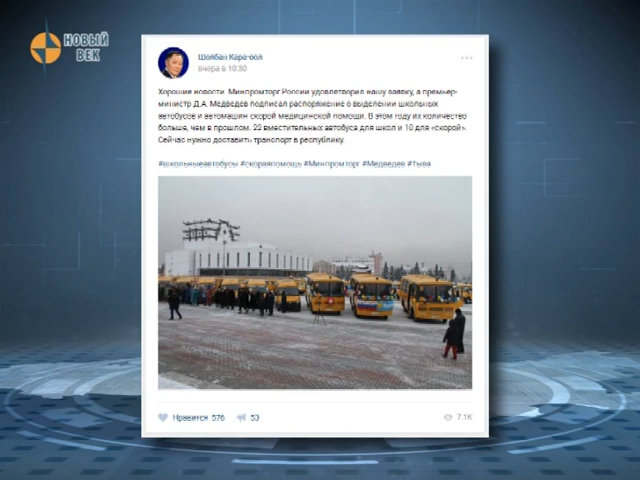 НОВЫЙ
ВЕК
Шолбан Кара-оол
вчера в 10:30
Хорошие новости. Минпромторг России удовлетворил нашу заявку, а премьер-
министр Д.А. Медведев подписал распоряжение о выделении школьных
автобусов и автомашин скорой медицинской помощи. В этом году их количество
больше, чем в прошлом. 22 вместительных автобуса для школ и 10 для «скорой».
Сейчас нужно доставить транспорт в республику.
#школьныеавтобусы #скораяпомощь #Минпромторг #Медведев #Тыва
Нравится 576 53 7.1K